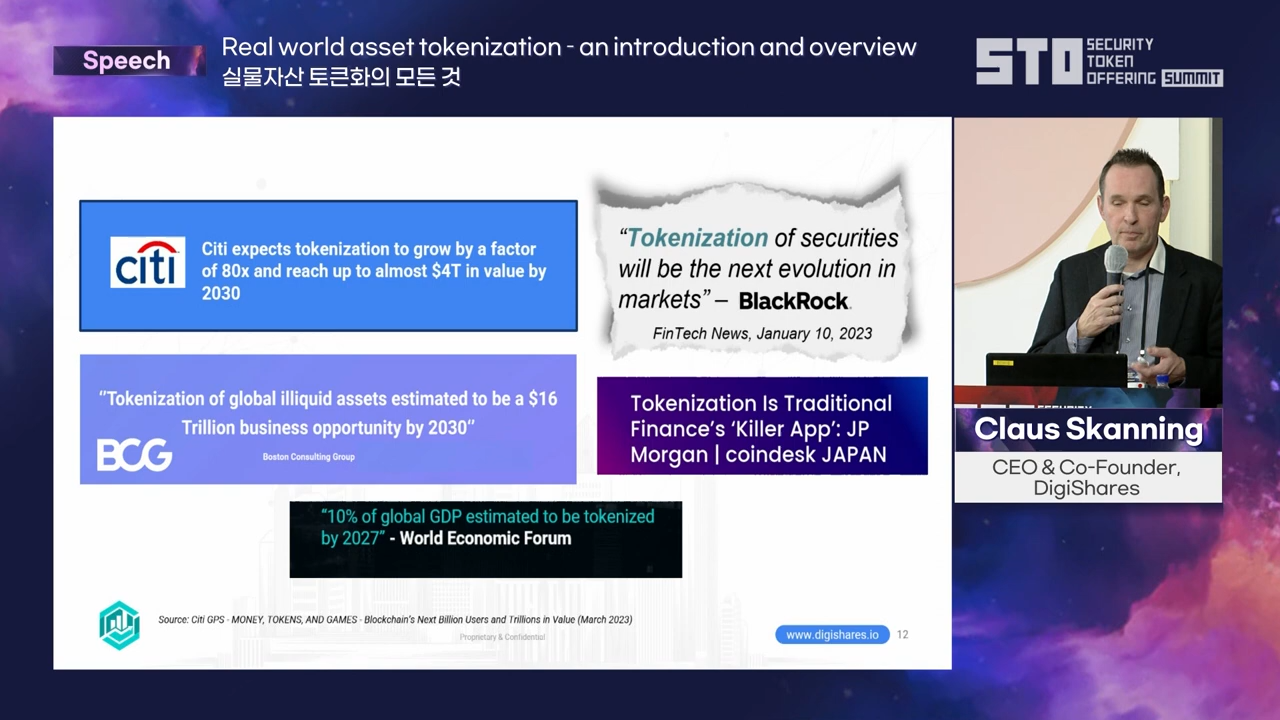 Speech
Real world asset tokenization - an introduction and overview
실물자산 토큰화의 모든 것
STO SECURITY
TOKEN
OFFERING SUMMIT
citi
Citi expects tokenization to grow by a factor
of 80x and reach up to almost $4T in value by
2030
“Tokenization of securities
will be the next evolution in
markets” – BlackRock.
FinTech News, January 10, 2023
‘’Tokenization of global illiquid assets estimated to be a $16
Trillion business opportunity by 2030’’
BCG
Boston Consulting Group
Tokenization Is Traditional
Finance’s ‘Killer App’: JP
Morgan | coindesk JAPAN
“10% of global GDP estimated to be tokenized
by 2027” - World Economic Forum
Source: Citi GPS - MONEY, TOKENS, AND GAMES - Blockchain’s Next Billion Users and Trillions in Value (March 2023)
Proprietary & Confidential
www.digishares.io
12
Claus Skanning
CEO & Co-Founder,
DigiShares